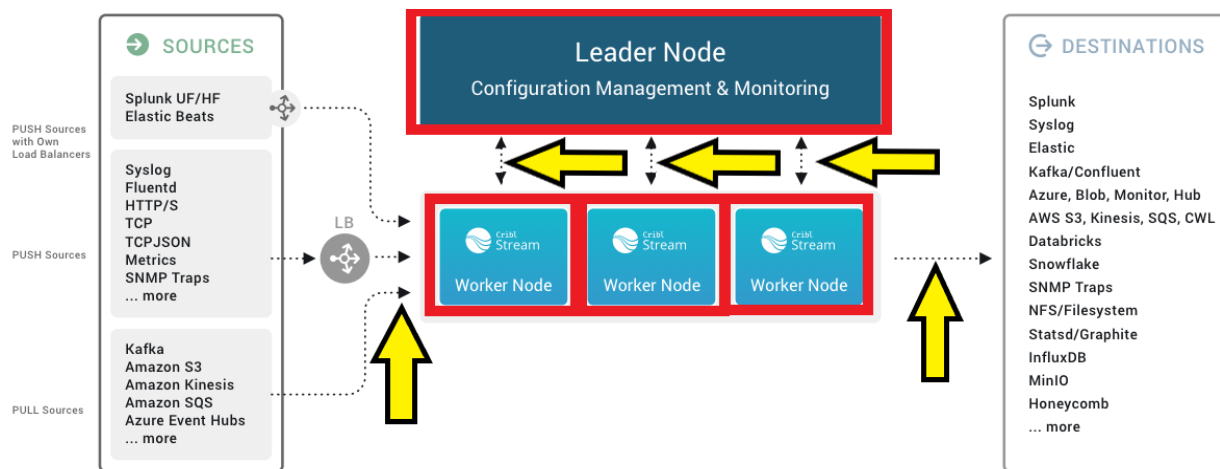 SOURCES
PUSH Sources
with Own
Load Balancers
Splunk UF/HF
Elastic Beats
PUSH Sources
Syslog
Fluentd
HTTP/S
TCP
TCPJSON
Metrics
SNMP Traps
... more
PULL Sources
Kafka
Amazon S3
Amazon Kinesis
Amazon SQS
Azure Event Hubs
... more
LB
Leader Node
Configuration Management & Monitoring
Cribl
Stream
Worker Node
Cribl
Stream
Worker Node
Cribl
Stream
Worker Node
DESTINATIONS
Splunk
Syslog
Elastic
Kafka/Confluent
Azure, Blob, Monitor, Hub
AWS S3, Kinesis, SQS, CWL
Databricks
Snowflake
SNMP Traps
NFS/Filesystem
Statsd/Graphite
InfluxDB
MinIO
Honeycomb
... more